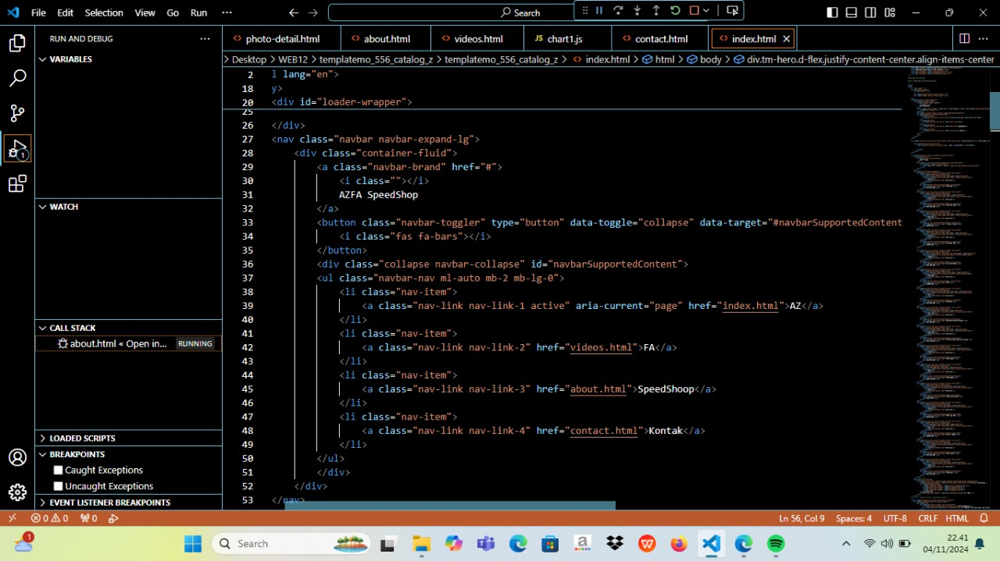 File Edit Selection View Go Run ···
Search
RUN AND DEBUG ···
photo-detail.html
about.html
videos.html
JS chart1.js
contact.html
index.html
Desktop > WEB12 > templatemo_556_catalog_z > templatemo_556_catalog_z > index.html > html > body > div.tm-hero.d-flex.justify-content-center.align-items-center
VARIABLES
WATCH
CALL STACK
about.html « Open in...
RUNNING
LOADED SCRIPTS
BREAKPOINTS
Caught Exceptions
Uncaught Exceptions
EVENT LISTENER BREAKPOINTS
2 l lang="en">
18 y>
20 <div id="loader-wrapper">
25
26 </div>
27 <nav class="navbar navbar-expand-lg">
28 <div class="container-fluid">
29 <a class="navbar-brand" href="#">
30 <i class=""></i>
31 AZFA SpeedShoop
32 </a>
33 <button class="navbar-toggler" type="button" data-toggle="collapse" data-target="#navbarSupportedContent
34 <i class="fas fa-bars"></i>
35 </button>
36 <div class="collapse navbar-collapse" id="navbarSupportedContent">
37 <ul class="navbar-nav ml-auto mb-2 mb-lg-0">
38 <li class="nav-item">
39 <a class="nav-link nav-link-1 active" aria-current="page" href="index.html">AZ</a>
40 </li>
41 <li class="nav-item">
42 <a class="nav-link nav-link-2" href="videos.html">FA</a>
43 </li>
44 <li class="nav-item">
45 <a class="nav-link nav-link-3" href="about.html">SpeedShoop</a>
46 </li>
47 <li class="nav-item">
48 <a class="nav-link nav-link-4" href="contact.html">Kontak</a>
49 </li>
50 </ul>
51 </div>
52 </div>
53 </nav>
0 0 0
Ln 56, Col 9 Spaces: 4 UTF-8 CRLF HTML
1
Search
22.41
04/11/2024